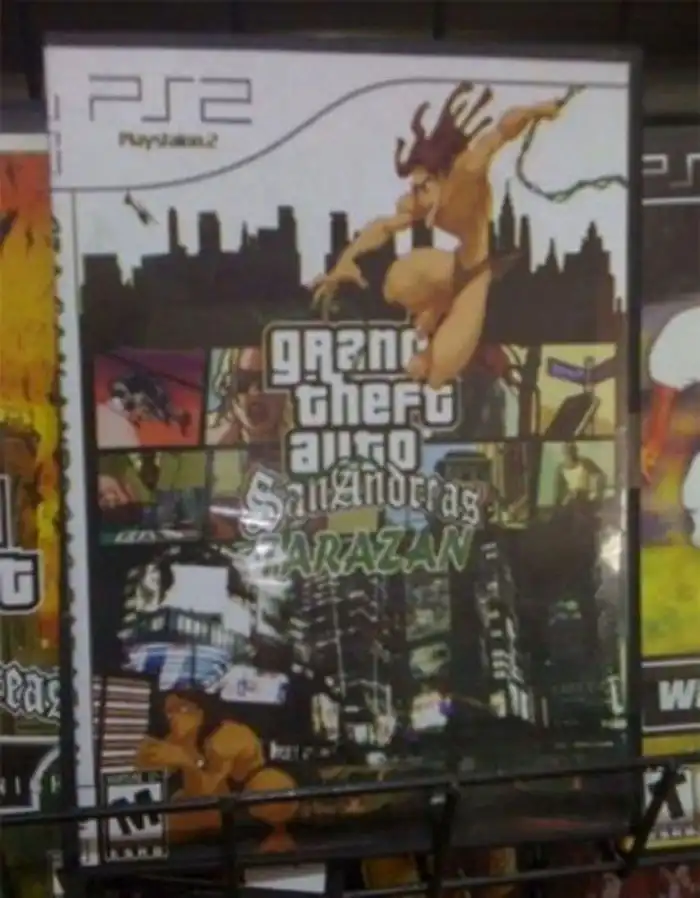 PS2
PlayStation.2
grand
theft
auto
San Andreas
TARAZAN
M